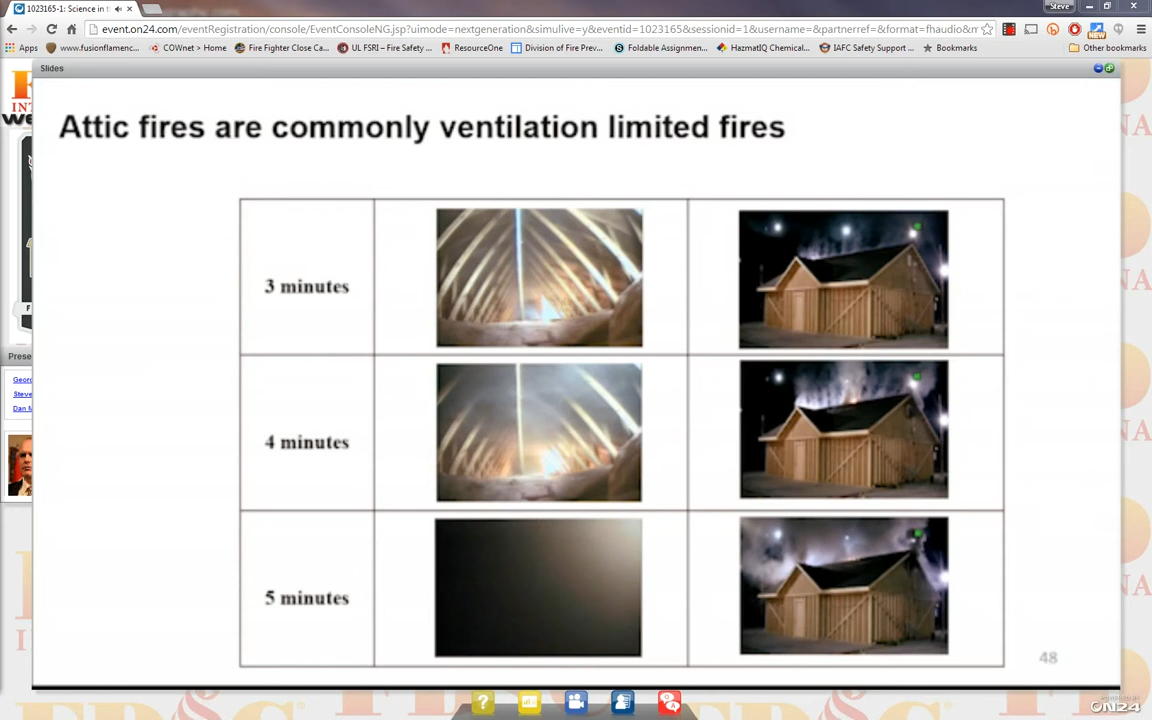 1023165-1: Science in t
Steve
event.on24.com/eventRegistration/console/EventConsoleNG.jsp?uimode=nextgeneration&simulive=y&eventid=1023165&sessionid=1&username=&partnerref=&format=fhaudio&m
Apps www.fusionflamenc... COWnet > Home Fire Fighter Close Ca... UL FSRI – Fire Safety ... ResourceOne Division of Fire Prev... Foldable Assignmen... HazmatIQ Chemical... IAFC Safety Support ... Bookmarks Other bookmarks
Slides
Attic fires are commonly ventilation limited fires
3 minutes
4 minutes
5 minutes
Prese
Georg
Steve
Dan M
48
ON24